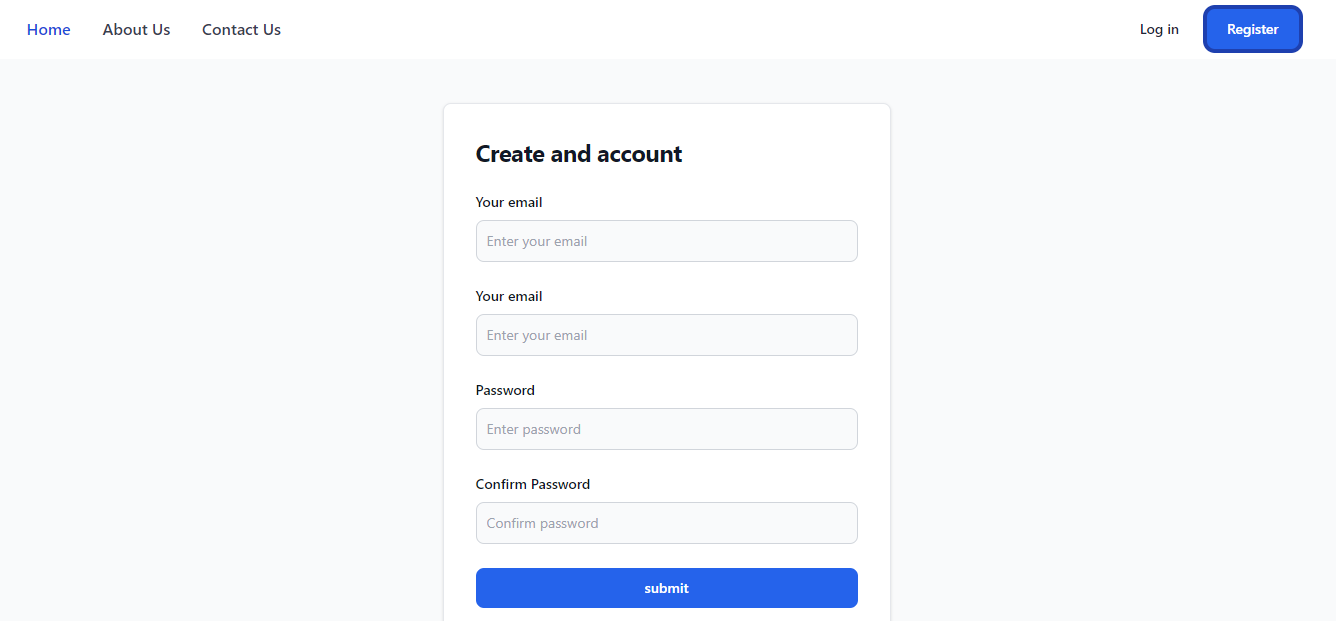 Home About Us Contact Us Log in Register
Create and account
Your email
Enter your email
Your email
Enter your email
Password
Enter password
Confirm Password
Confirm password
submit